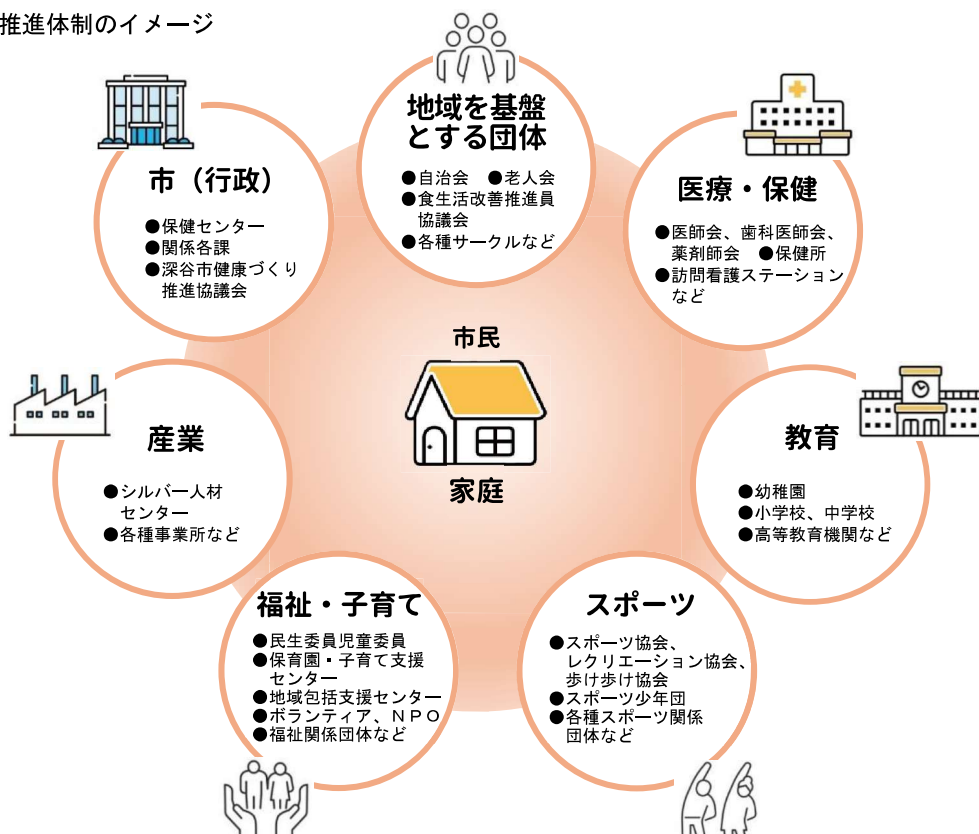 推進体制のイメージ
地域を基盤
とする団体
●自治会　●老人会
●食生活改善推進員
協議会
●各種サークルなど
市（行政）
●保健センター
●関係各課
●深谷市健康づくり
推進協議会
医療・保健
●医師会、歯科医師会、
薬剤師会　●保健所
●訪問看護ステーション
など
市民
家庭
産業
●シルバー人材
センター
●各種事業所など
教育
●幼稚園
●小学校、中学校
●高等教育機関など
福祉・子育て
●民生委員児童委員
●保育園・子育て支援
センター
●地域包括支援センター
●ボランティア、ＮＰＯ
●福祉関係団体など
スポーツ
●スポーツ協会、
レクリエーション協会、
歩け歩け協会
●スポーツ少年団
●各種スポーツ関係
団体など